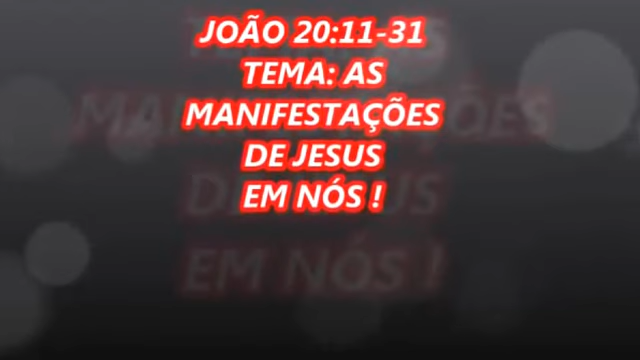 JOÃO 20:11-31
TEMA: AS
MANIFESTAÇÕES
DE JESUS
EM NÓS !